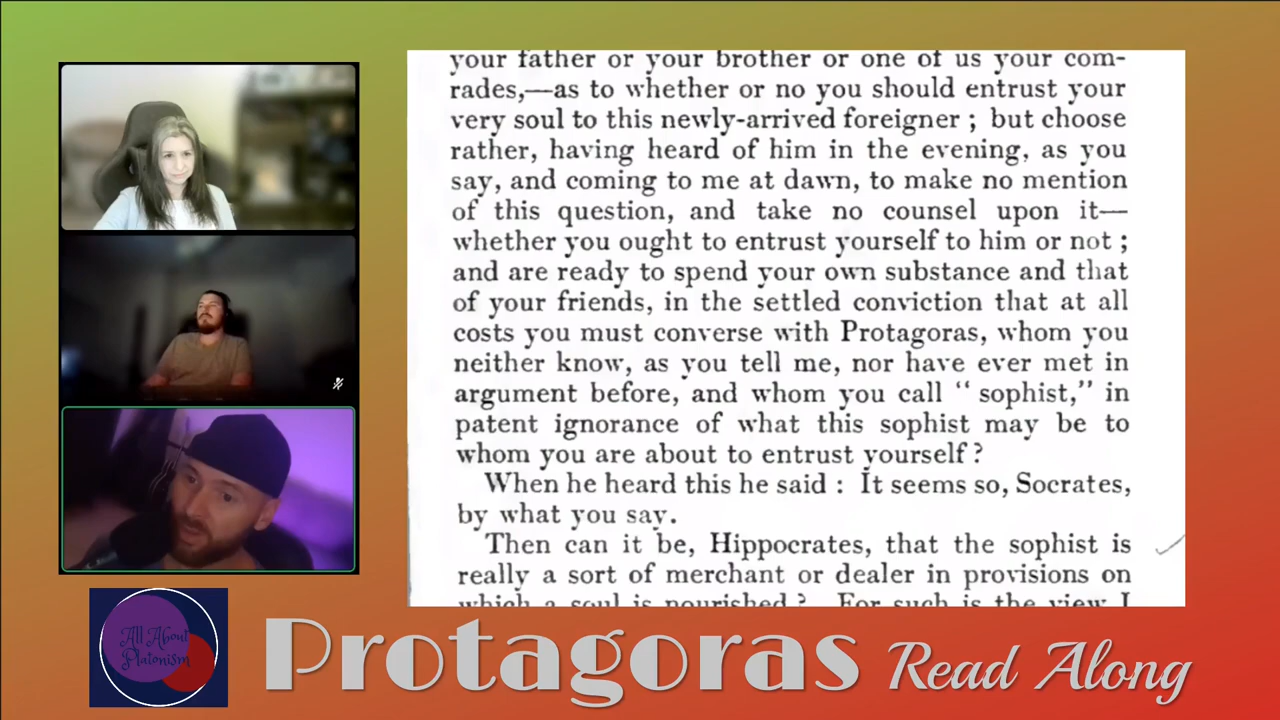 your father or your brother or one of us your com-
rades,—as to whether or no you should entrust your
very soul to this newly-arrived foreigner ; but choose
rather, having heard of him in the evening, as you
say, and coming to me at dawn, to make no mention
of this question, and take no counsel upon it—
whether you ought to entrust yourself to him or not ;
and are ready to spend your own substance and that
of your friends, in the settled conviction that at all
costs you must converse with Protagoras, whom you
neither know, as you tell me, nor have ever met in
argument before, and whom you call “ sophist,” in
patent ignorance of what this sophist may be to
whom you are about to entrust yourself ?
When he heard this he said : It seems so, Socrates,
by what you say.
Then can it be, Hippocrates, that the sophist is
really a sort of merchant or dealer in provisions on
which a soul is nourished ? For such is the view I
All About
Platonism
Protagoras Read Along